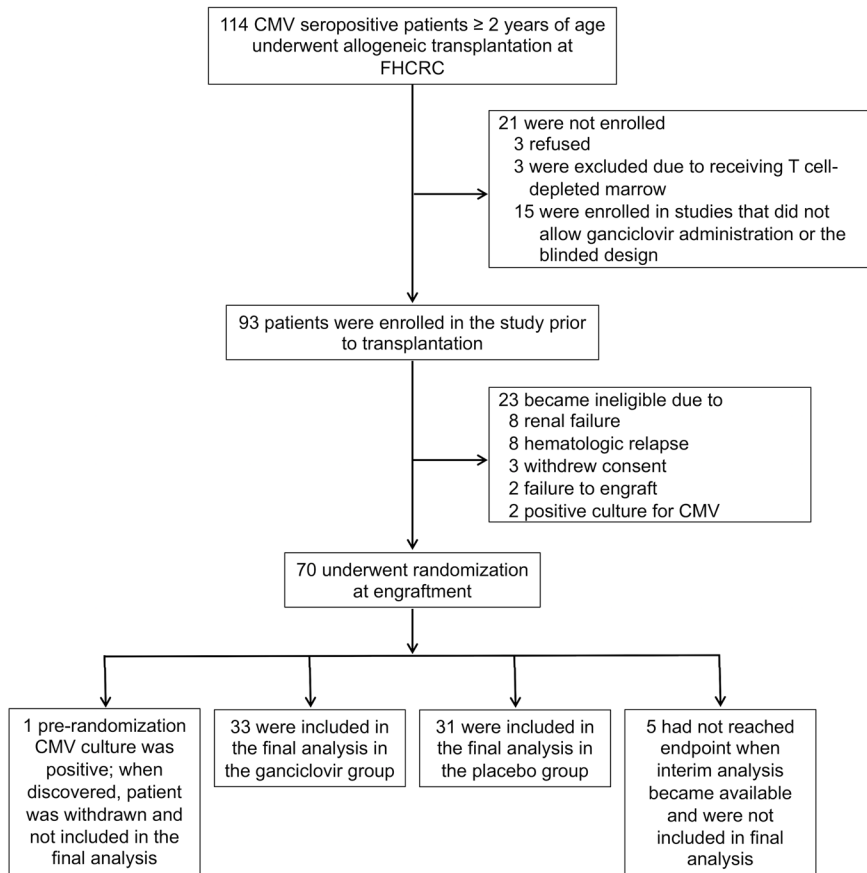 114 CMV seropositive patients ≥ 2 years of age
underwent allogeneic transplantation at
FHCRC
21 were not enrolled
3 refused
3 were excluded due to receiving T cell-
depleted marrow
15 were enrolled in studies that did not
allow ganciclovir administration or the
blinded design
93 patients were enrolled in the study prior
to transplantation
23 became ineligible due to
8 renal failure
8 hematologic relapse
3 withdrew consent
2 failure to engraft
2 positive culture for CMV
70 underwent randomization
at engraftment
1 pre-randomization
CMV culture was
positive; when
discovered, patient
was withdrawn and
not included in the
final analysis
33 were included in
the final analysis in
the ganciclovir group
31 were included in
the final analysis in
the placebo group
5 had not reached
endpoint when
interim analysis
became available
and were not
included in final
analysis